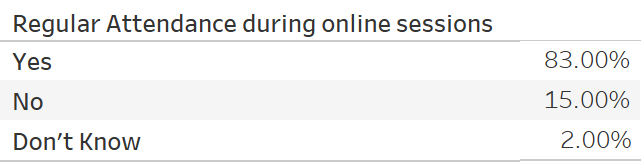 Regular Attendance during online sessions
Yes 83.00%
No 15.00%
Don’t Know 2.00%